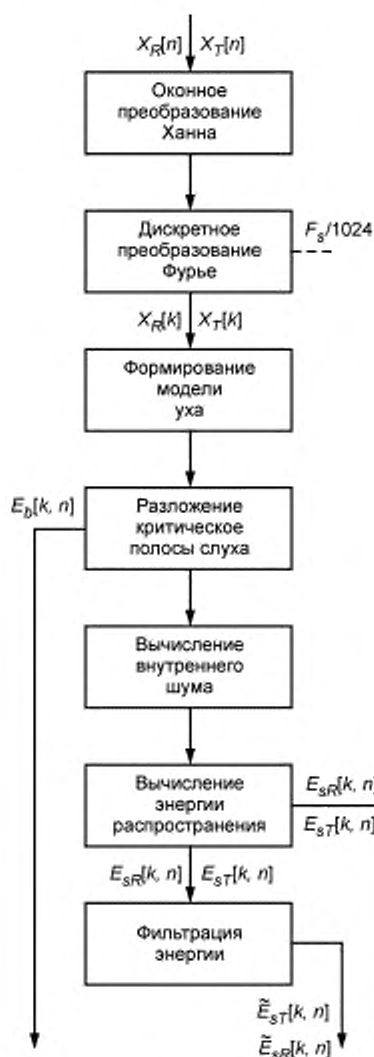 X_R[n] X_T[n]
Оконное
преобразование
Ханна
Дискретное
преобразование
Фурье
F_s/1024
X_R[k] X_T[k]
Формирование
модели
уха
E_b[k, n]
Разложение
критическое
полосы слуха
Вычисление
внутреннего
шума
Вычисление
энергии
распространения
E_sR[k, n]
E_sT[k, n]
E_sR[k, n] E_sT[k, n]
Фильтрация
энергии
Ẽ_sT[k, n]
Ẽ_sR[k, n]